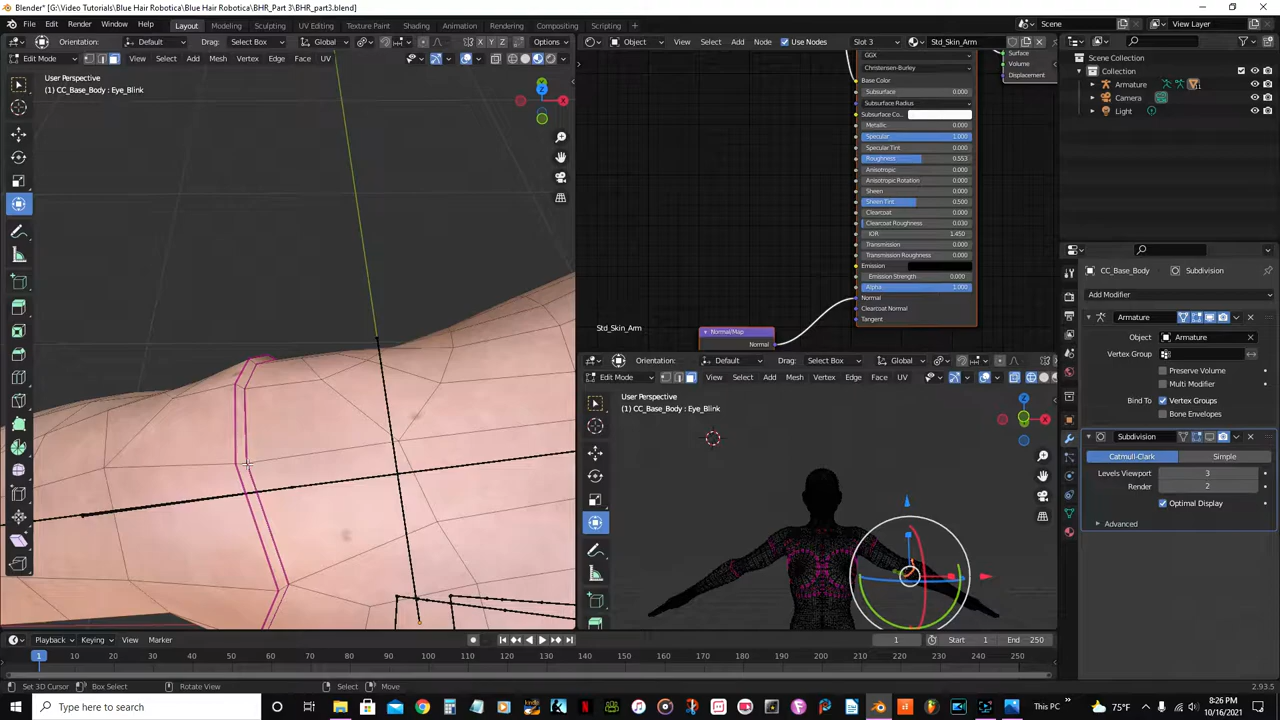 Blender* [G:\Video Tutorials\Blue Hair Robotica\Blue Hair Robotica\BHR_Part 3\BHR_part3.blend]
File Edit Render Window Help Layout Modeling Sculpting UV Editing Texture Paint Shading Animation Rendering Compositing Scripting Scene View Layer
Orientation: Default Drag: Select Box Global Options
Object View Select Add Node Use Nodes Slot 3 Std_Skin_Arm
Edit Mode View Select Add Mesh Vertex Edge
User Perspective
(1) CC_Base_Body : Eye_Blink
GGX
Christensen-Burley
Base Color
Subsurface 0.000
Subsurface Radius
Subsurface Co...
Metallic 0.000
Specular 1.000
Specular Tint 0.000
Roughness 0.553
Anisotropic 0.000
Anisotropic Rotation 0.000
Sheen 0.000
Sheen Tint 0.500
Clearcoat 0.000
Clearcoat Roughness 0.030
IOR 1.450
Transmission 0.000
Transmission Roughness 0.000
Emission
Emission Strength 0.000
Alpha 1.000
Normal
Clearcoat Normal
Tangent
Surface
Volume
Displacement
Std_Skin_Arm
Normal/Map
Normal
Orientation: Default Drag: Select Box Global
Edit Mode View Select Add Mesh Vertex Edge Face UV
User Perspective
(1) CC_Base_Body : Eye_Blink
Scene Collection
Collection
Armature
Camera
Light
CC_Base_Body Subdivision
Add Modifier
Armature
Object Armature
Vertex Group
Preserve Volume
Multi Modifier
Bind To Vertex Groups
Bone Envelopes
Subdivision
Catmull-Clark Simple
Levels Viewport 3
Render 2
Optimal Display
Advanced
Playback Keying View Marker 1 Start 1 End 250
1 10 20 30 40 50 60 70 80 90 100 110 120 130 140 150 160 170 180 190 200 210 220 230 240 250
Set 3D Cursor Box Select Rotate View Select Move 2.93.5
Type here to search This PC 75°F 8:26 PM
10/16/2021